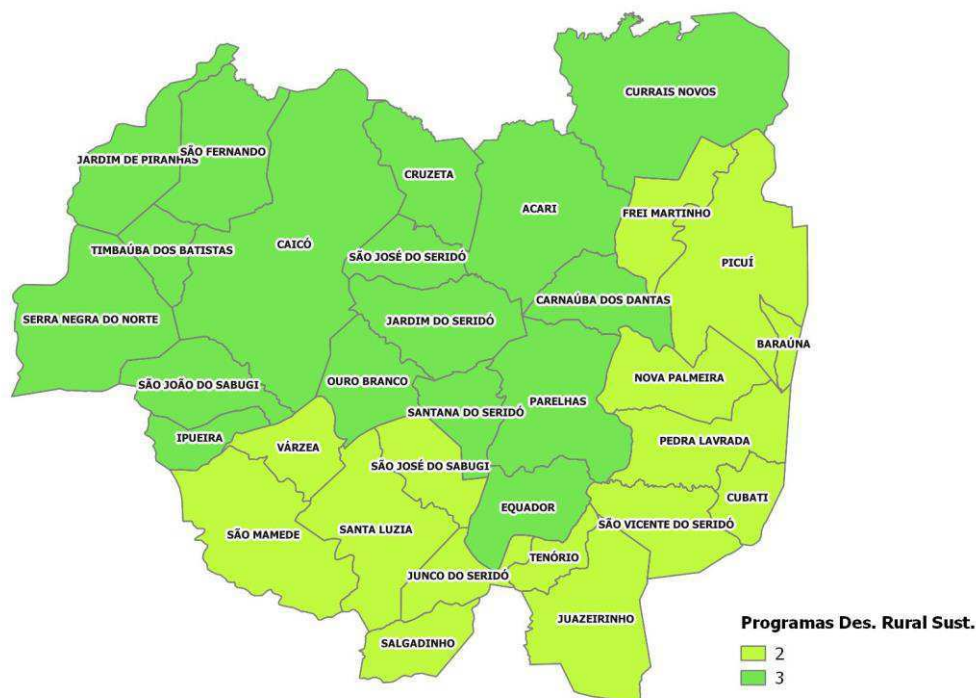 CURRAIS NOVOS
SÃO FERNANDO
JARDIM DE PIRANHAS
CRUZETA
ACARI
FREI MARTINHO
CAICÓ
TIMBAÚBA DOS BATISTAS
SÃO JOSÉ DO SERIDÓ
PICUÍ
CARNAÚBA DOS DANTAS
SERRA NEGRA DO NORTE
JARDIM DO SERIDÓ
BARAÚNA
NOVA PALMEIRA
SÃO JOÃO DO SABUGI
OURO BRANCO
PARELHAS
SANTANA DO SERIDÓ
IPUEIRA
VÁRZEA
PEDRA LAVRADA
SÃO JOSÉ DO SABUGI
CUBATI
EQUADOR
SÃO VICENTE DO SERIDÓ
SÃO MAMEDE
SANTA LUZIA
TENÓRIO
JUNCO DO SERIDÓ
JUAZEIRINHO
SALGADINHO
Programas Des. Rural Sust.
2
3